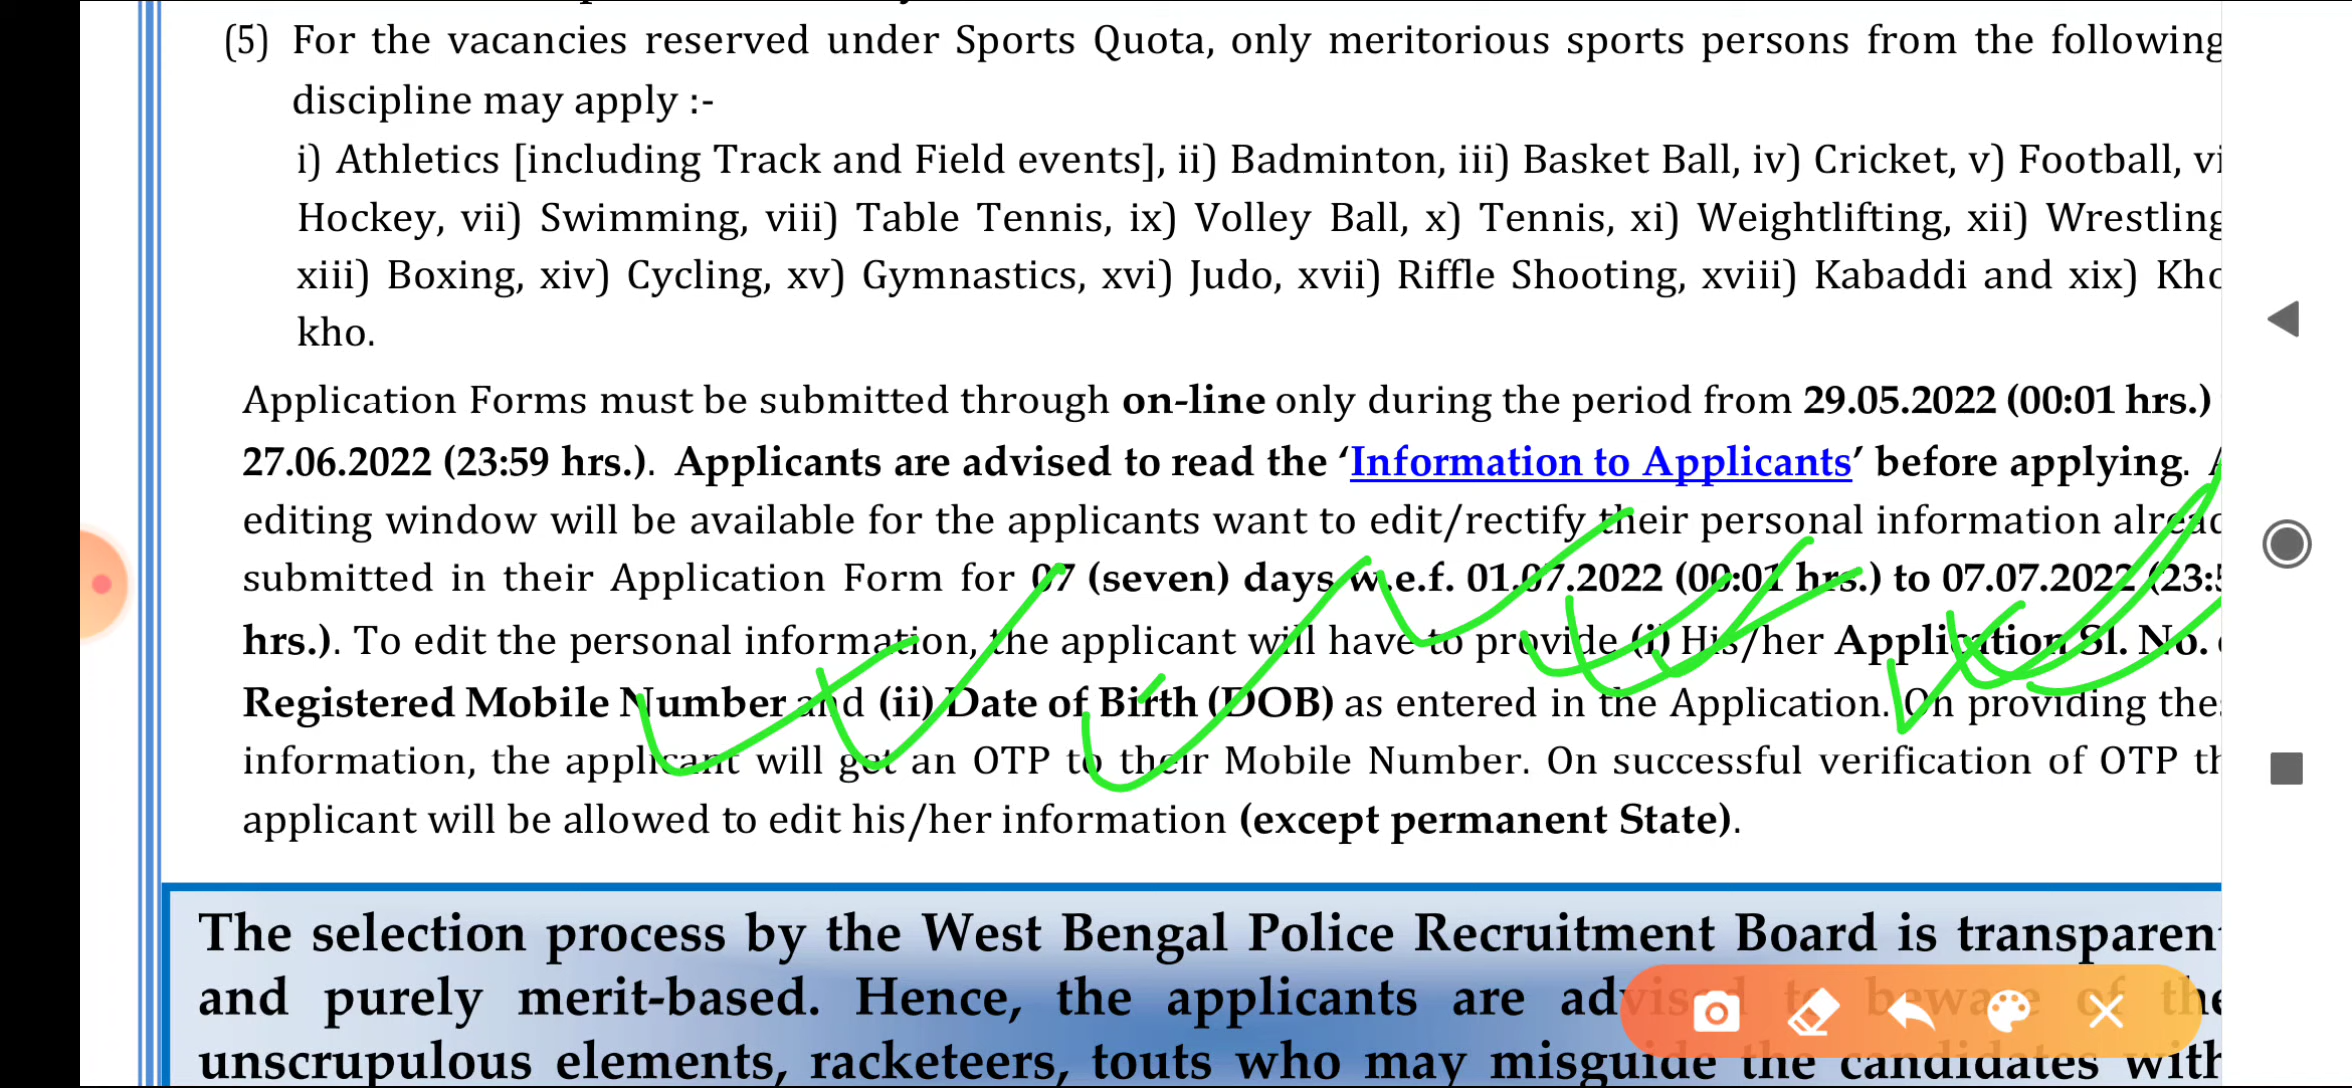 (5) For the vacancies reserved under Sports Quota, only meritorious sports persons from the following
discipline may apply :-
i) Athletics [including Track and Field events], ii) Badminton, iii) Basket Ball, iv) Cricket, v) Football, vi
Hockey, vii) Swimming, viii) Table Tennis, ix) Volley Ball, x) Tennis, xi) Weightlifting, xii) Wrestling
xiii) Boxing, xiv) Cycling, xv) Gymnastics, xvi) Judo, xvii) Riffle Shooting, xviii) Kabaddi and xix) Kho
kho.
Application Forms must be submitted through on-line only during the period from 29.05.2022 (00:01 hrs.)
27.06.2022 (23:59 hrs.). Applicants are advised to read the ‘Information to Applicants’ before applying.
editing window will be available for the applicants want to edit/rectify their personal information
submitted in their Application Form for 07 (seven) days w.e.f. 01.07.2022 (00:01 hrs.) to 07.07.2022
hrs.). To edit the personal information, the applicant will have to provide (i) His/her Application Sl. No.
Registered Mobile Number and (ii) Date of Birth (DOB) as entered in the Application. On providing
information, the applicant will get an OTP to their Mobile Number. On successful verification of OTP
applicant will be allowed to edit his/her information (except permanent State).
The selection process by the West Bengal Police Recruitment Board is transparen
and purely merit-based. Hence, the applicants are advised to beware of the
unscrupulous elements, racketeers, touts who may misguide the candidates with